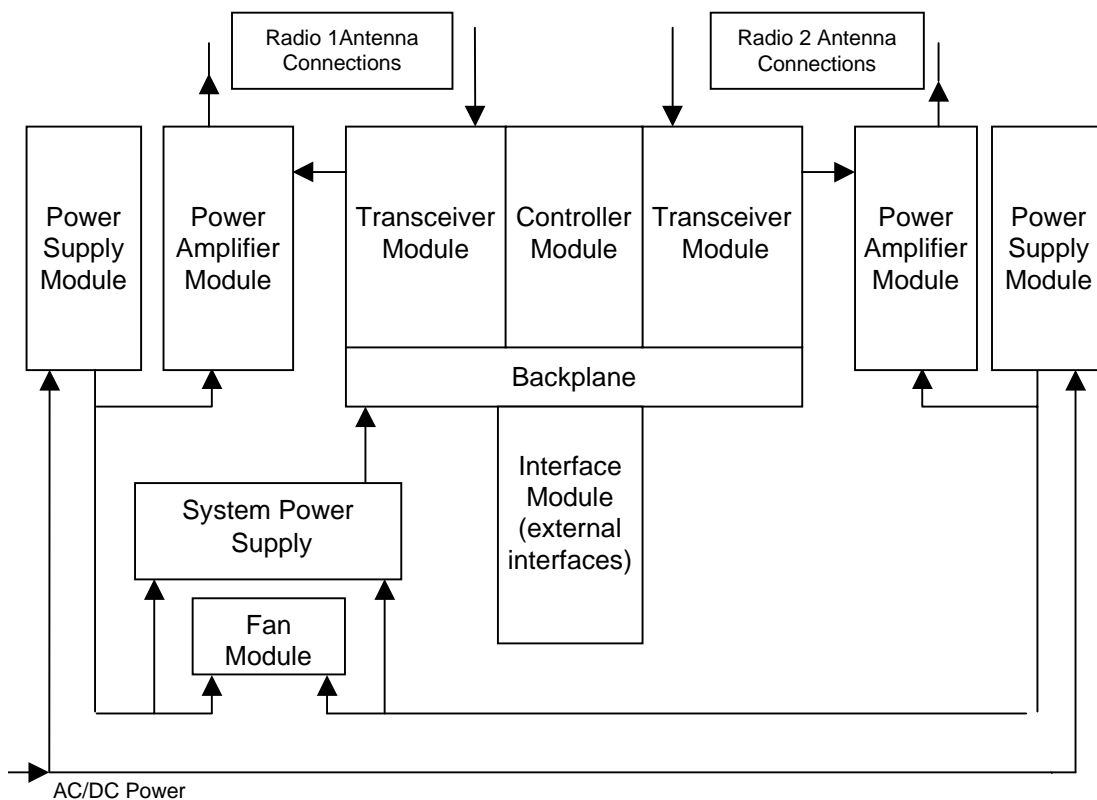 Radio 1Antenna
Connections
Radio 2 Antenna
Connections
Power
Supply
Module
Power
Amplifier
Module
Transceiver
Module
Controller
Module
Transceiver
Module
Power
Amplifier
Module
Power
Supply
Module
Backplane
Interface
Module
(external
interfaces)
System Power
Supply
Fan
Module
AC/DC Power